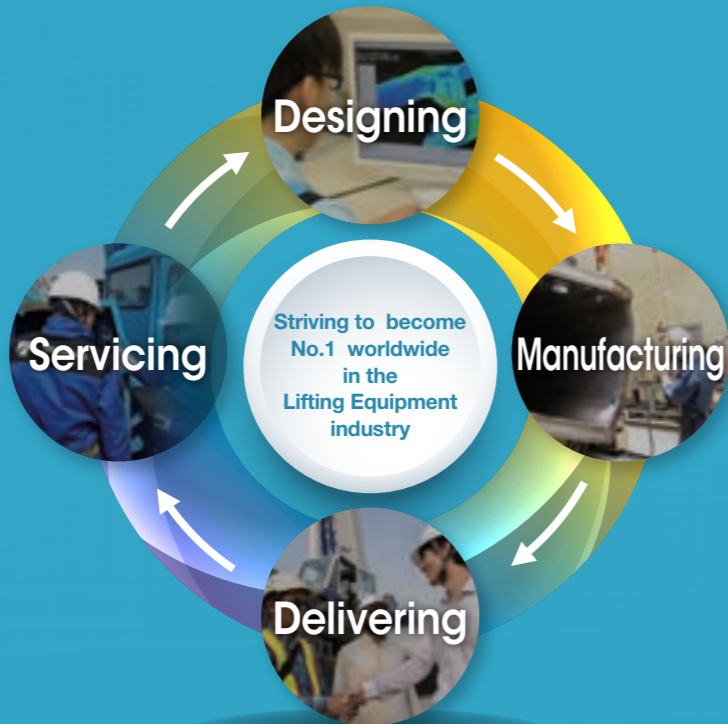 Designing
Servicing
Manufacturing
Striving to become
No.1 worldwide
in the
Lifting Equipment
industry
Delivering